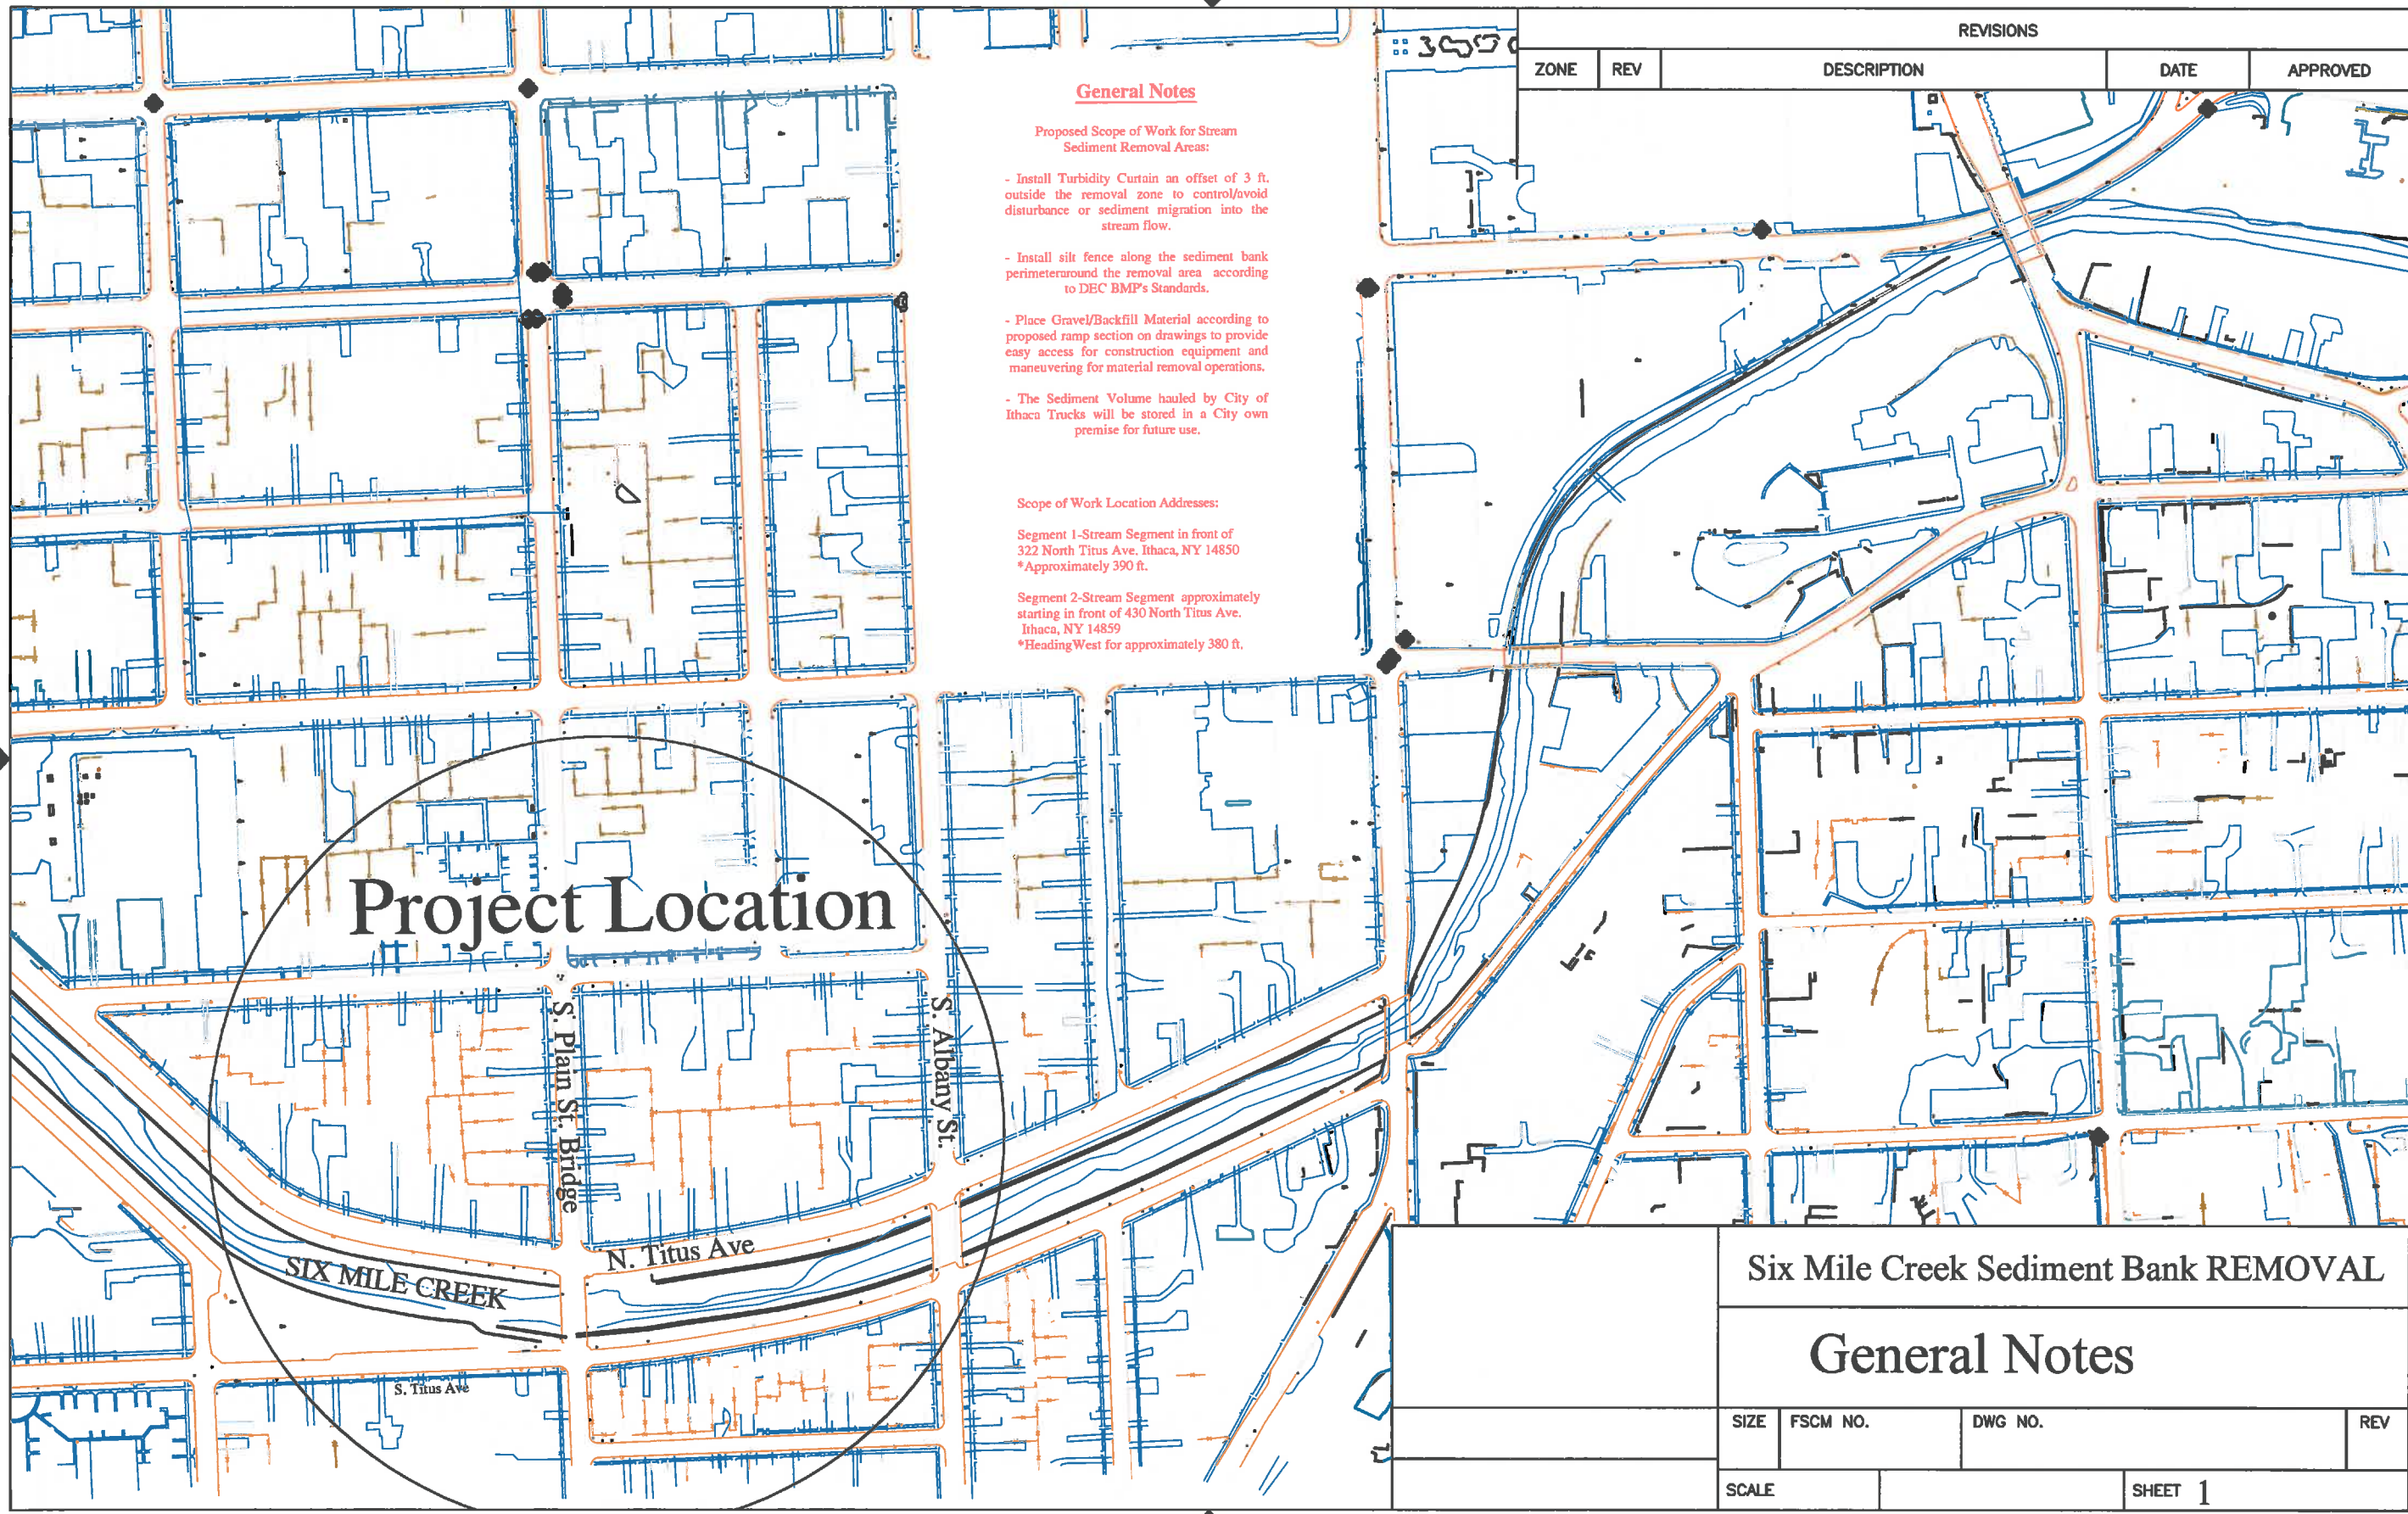 REVISIONS
ZONE REV DESCRIPTION DATE APPROVED
General Notes
Proposed Scope of Work for Stream
Sediment Removal Areas:
- Install Turbidity Curtain an offset of 3 ft.
outside the removal zone to control/avoid
disturbance or sediment migration into the
stream flow.
- Install silt fence along the sediment bank
perimeteraround the removal area according
to DEC BMP's Standards.
- Place Gravel/Backfill Material according to
proposed ramp section on drawings to provide
easy access for construction equipment and
maneuvering for material removal operations.
- The Sediment Volume hauled by City of
Ithaca Trucks will be stored in a City own
premise for future use.
Scope of Work Location Addresses:
Segment 1-Stream Segment in front of
322 North Titus Ave. Ithaca, NY 14850
*Approximately 390 ft.
Segment 2-Stream Segment approximately
starting in front of 430 North Titus Ave.
Ithaca, NY 14859
*HeadingWest for approximately 380 ft.
Project Location
S. Plain St. Bridge
S. Albany St.
N. Titus Ave
SIX MILE CREEK
S. Titus Ave
Six Mile Creek Sediment Bank REMOVAL
General Notes
SIZE FSCM NO. DWG NO. REV
SCALE SHEET 1